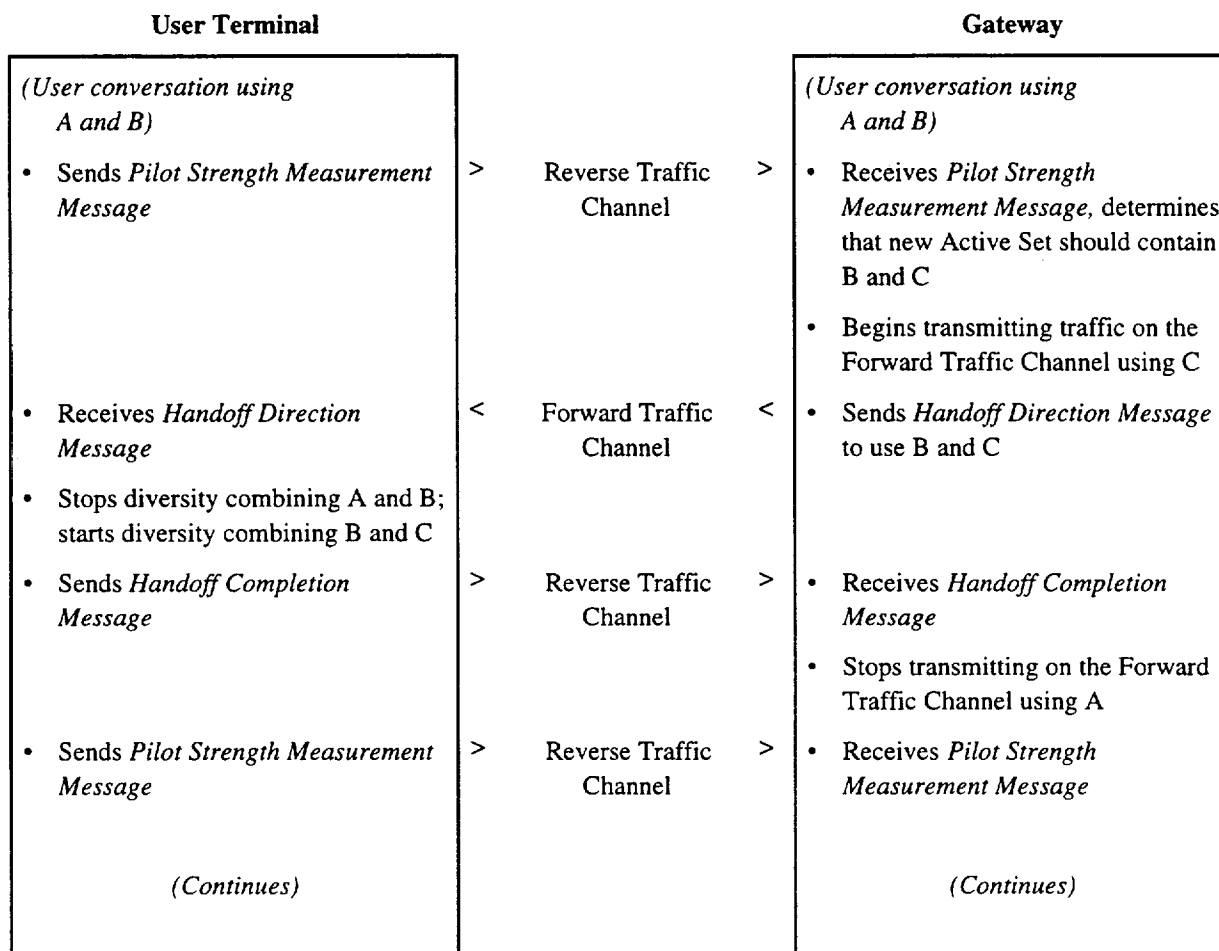 User Terminal
Gateway
(User conversation using
A and B)
(User conversation using
A and B)
• Sends Pilot Strength Measurement
Message
> Reverse Traffic >
Channel
• Receives Pilot Strength
Measurement Message, determines
that new Active Set should contain
B and C
• Begins transmitting traffic on the
Forward Traffic Channel using C
• Receives Handoff Direction
Message
< Forward Traffic <
Channel
• Sends Handoff Direction Message
to use B and C
• Stops diversity combining A and B;
starts diversity combining B and C
• Sends Handoff Completion
Message
> Reverse Traffic >
Channel
• Receives Handoff Completion
Message
• Stops transmitting on the Forward
Traffic Channel using A
• Sends Pilot Strength Measurement
Message
> Reverse Traffic >
Channel
• Receives Pilot Strength
Measurement Message
(Continues)
(Continues)